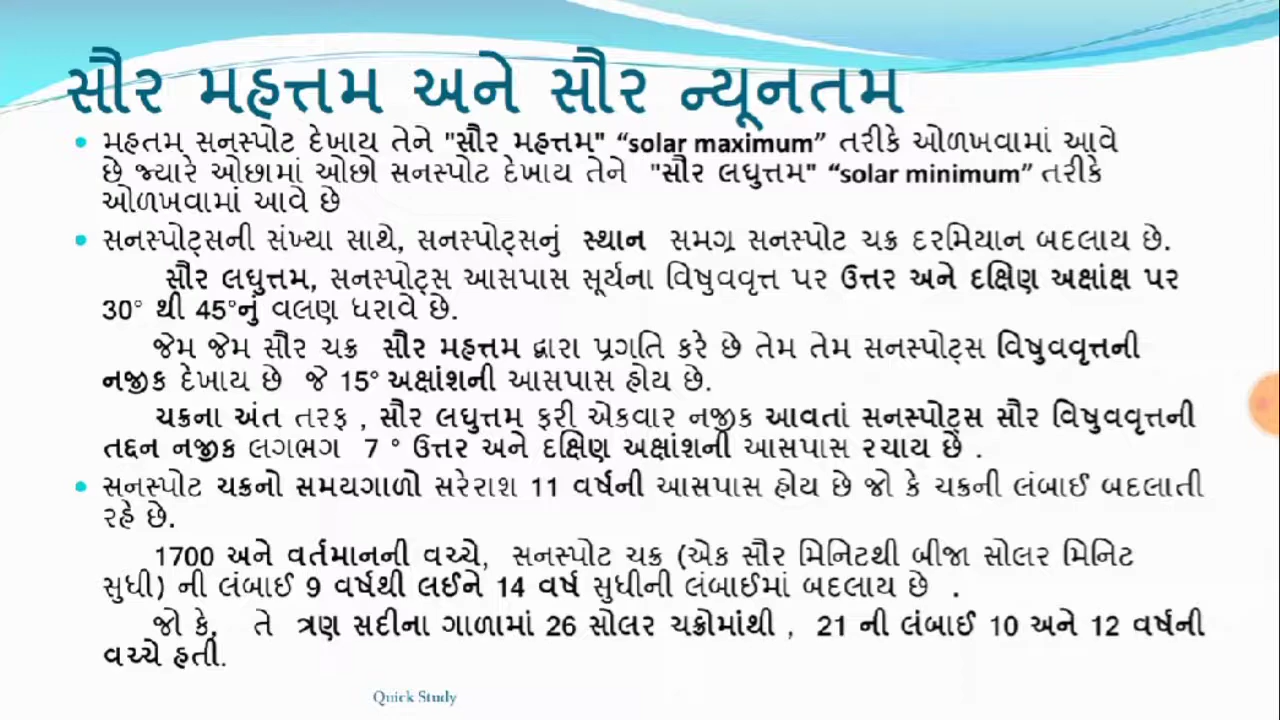 સૌર મહત્તમ અને સૌર ન્યૂનતમ
• મહતમ સનસ્પોટ દેખાય તેને "સૌર મહત્તમ" “solar maximum” તરીકે ઓળખવામાં આવે
છે જ્યારે ઓછામાં ઓછો સનસ્પોટ દેખાય તેને "સૌર લઘુત્તમ" “solar minimum” તરીકે
ઓળખવામાં આવે છે
• સનસ્પોટ્સની સંખ્યા સાથે, સનસ્પોટ્સનું સ્થાન સમગ્ર સનસ્પોટ ચક્ર દરમિયાન બદલાય છે.
સૌર લઘુત્તમ, સનસ્પોટ્સ આસપાસ સૂર્યના વિષુવવૃત્ત પર ઉત્તર અને દક્ષિણ અક્ષાંક્ષ પર
30° થી 45°નું વલણ ધરાવે છે.
જેમ જેમ સૌર ચક્ર સૌર મહત્તમ દ્વારા પ્રગતિ કરે છે તેમ તેમ સનસ્પોટ્સ વિષુવવૃત્તની
નજીક દેખાય છે જે 15° અક્ષાંશની આસપાસ હોય છે.
ચક્રના અંત તરફ , સૌર લઘુત્તમ ફરી એકવાર નજીક આવતાં સનસ્પોટ્સ સૌર વિષુવવૃત્તની
તદ્દન નજીક લગભગ 7 ° ઉત્તર અને દક્ષિણ અક્ષાંશની આસપાસ રચાય છે .
• સનસ્પોટ ચક્રનો સમયગાળો સરેરાશ 11 વર્ષની આસપાસ હોય છે જો કે ચક્રની લંબાઈ બદલાતી
રહે છે.
1700 અને વર્તમાનની વચ્ચે, સનસ્પોટ ચક્ર (એક સૌર મિનિટથી બીજા સોલર મિનિટ
સુધી) ની લંબાઈ 9 વર્ષથી લઈને 14 વર્ષ સુધીની લંબાઈમાં બદલાય છે .
જો કે, તે ત્રણ સદીના ગાળામાં 26 સોલર ચક્રોમાંથી , 21 ની લંબાઈ 10 અને 12 વર્ષની
વચ્ચે હતી.
Quick Study